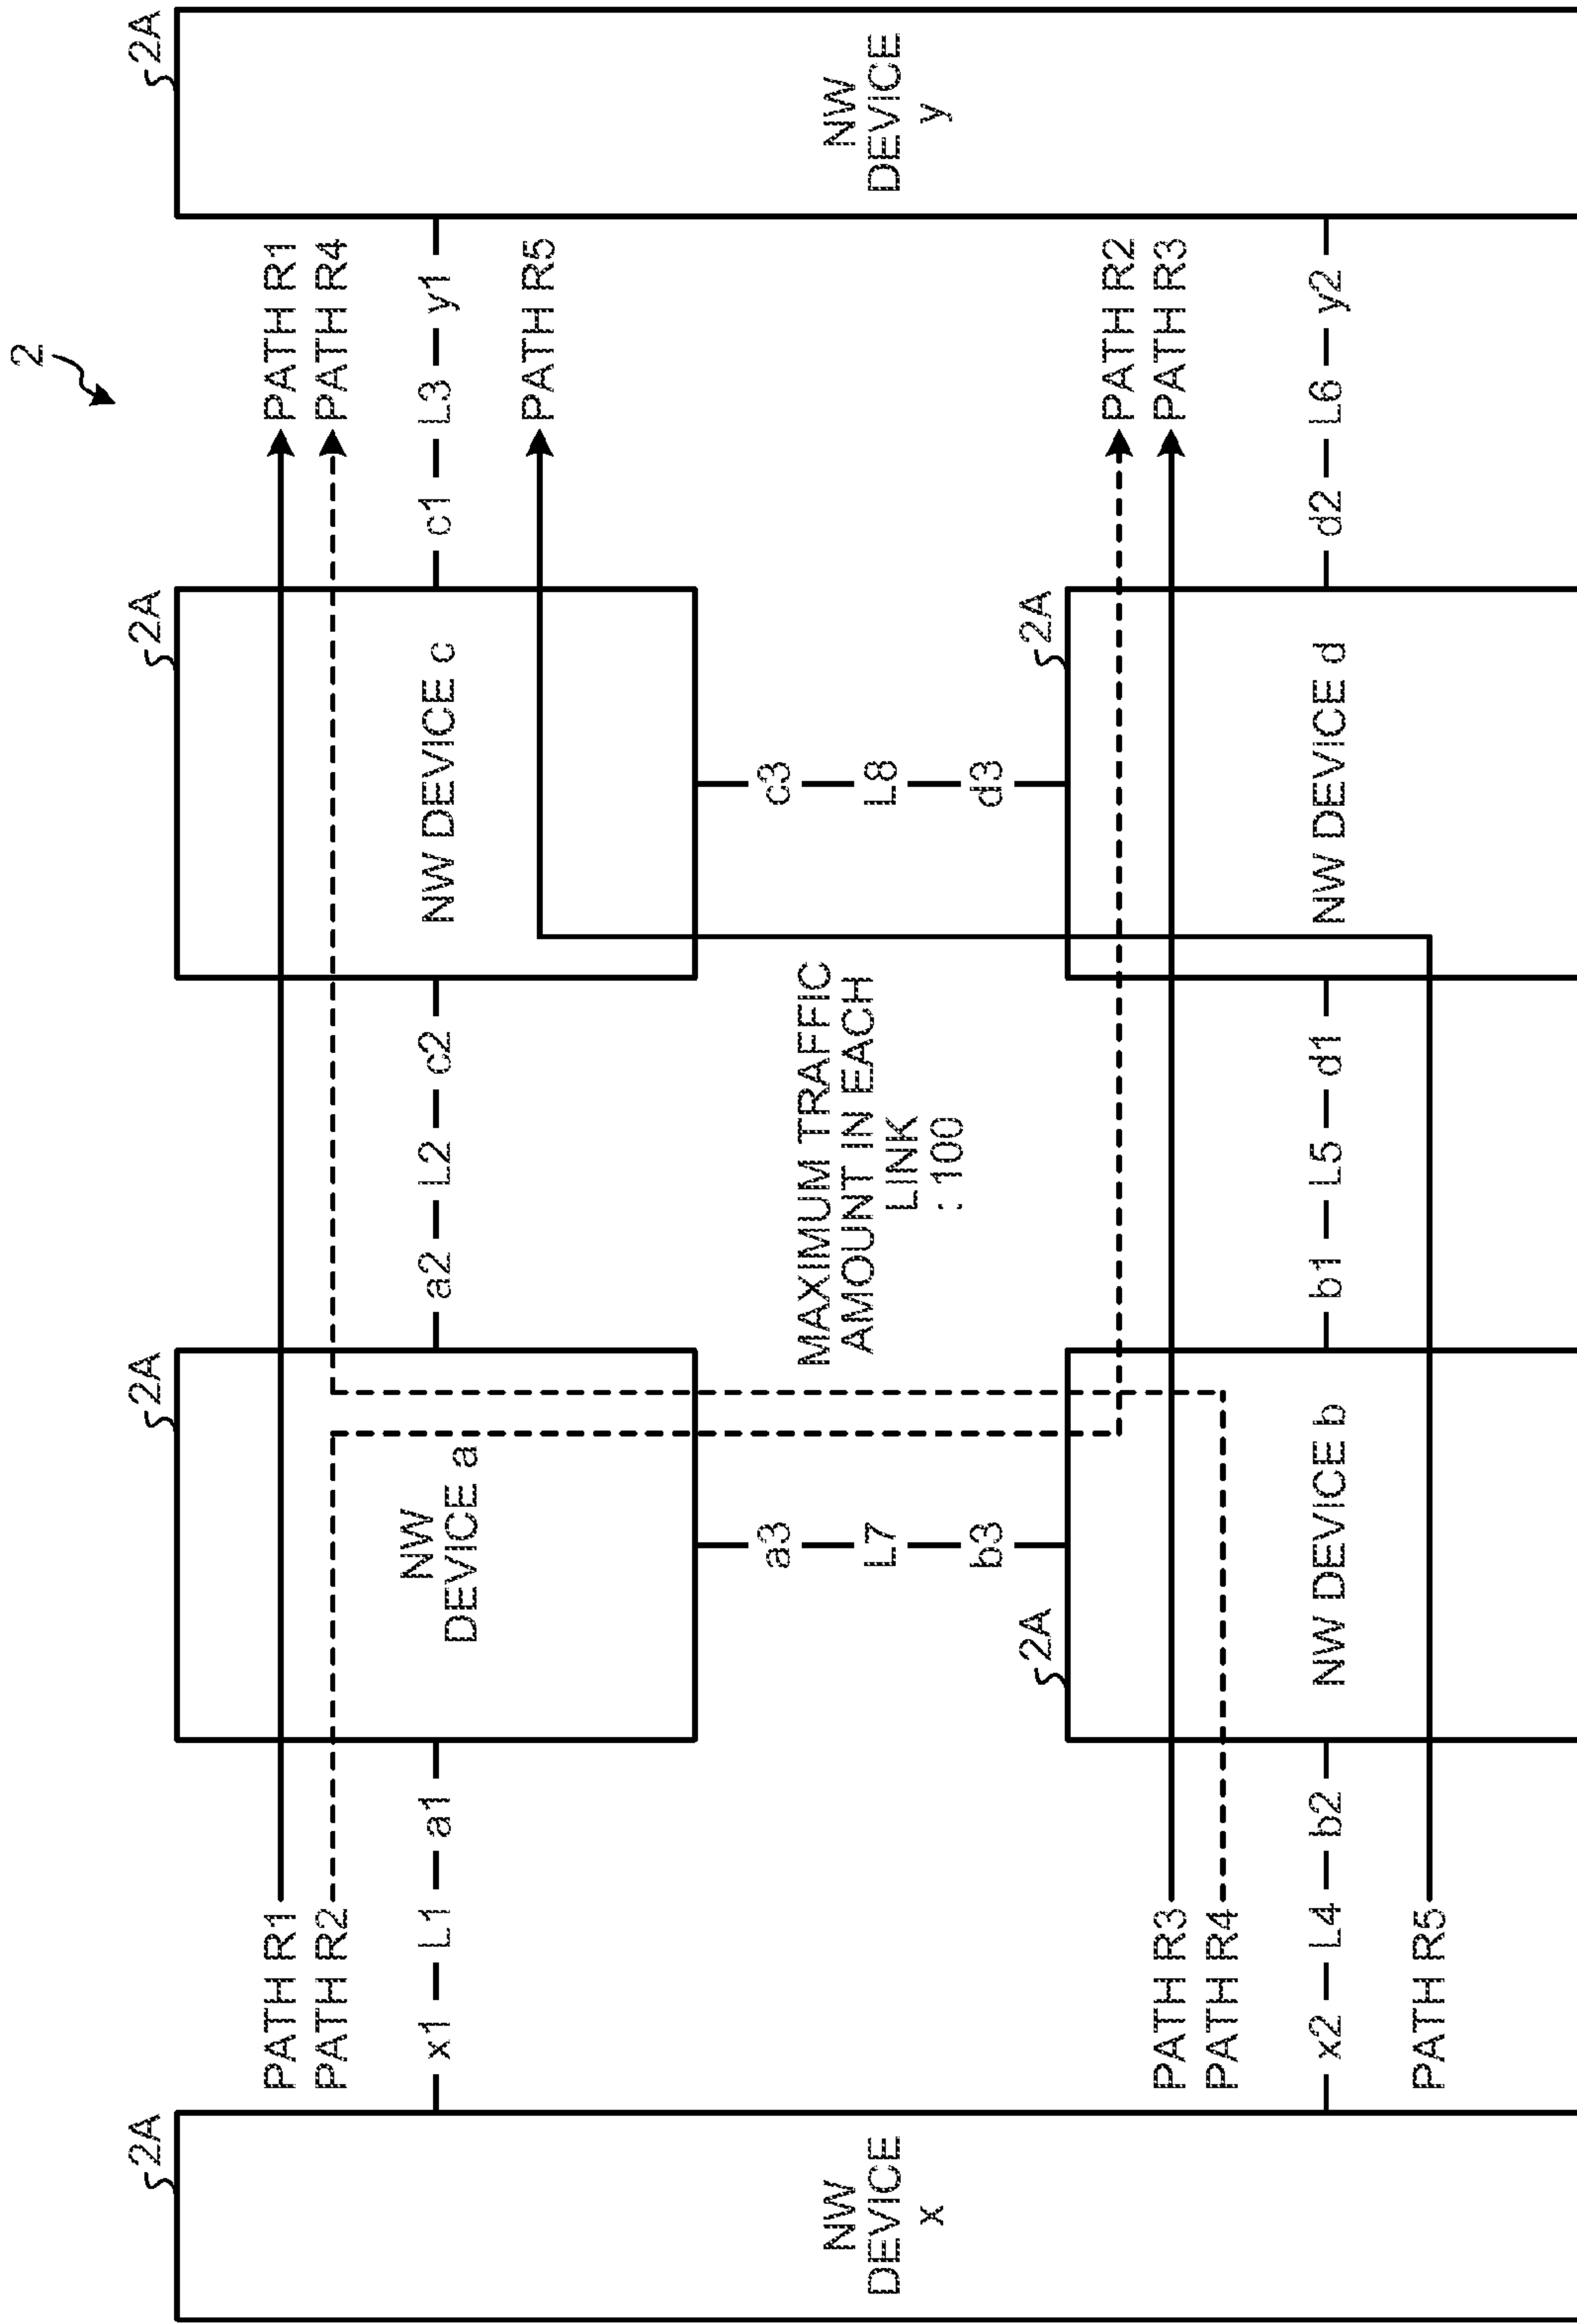 2
2A
2A
2A
2A
NW
DEVICE
x
PATH R1
PATH R2
x1
L1
a1
NW
DEVICE a
a2
L2
c2
NW DEVICE c
PATH R1
PATH R4
c1
L3
y1
PATH R5
NW
DEVICE
y
a3
L7
b3
MAXIMUM TRAFFIC
AMOUNT IN EACH
LINK
: 100
c3
L8
d3
2A
2A
PATH R3
PATH R4
x2
L4
b2
PATH R5
NW DEVICE b
b1
L5
d1
NW DEVICE d
PATH R2
PATH R3
d2
L6
y2